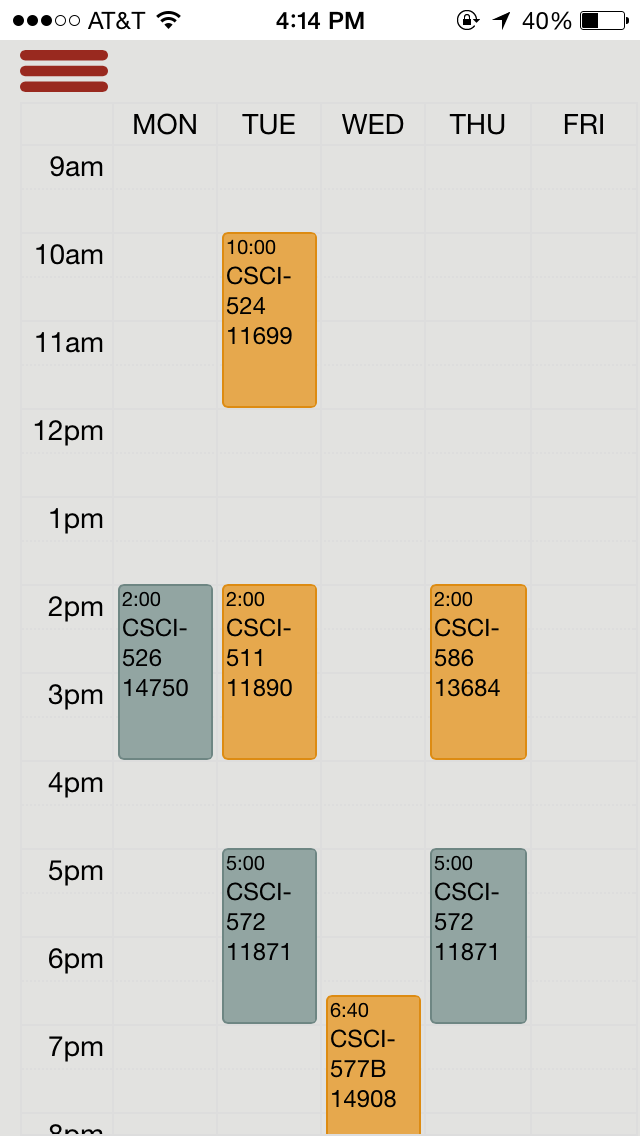 AT&T 4:14 PM 40%
MON TUE WED THU FRI
9am
10am
10:00
CSCI-
524
11699
11am
12pm
1pm
2pm
2:00
CSCI-
526
14750
2:00
CSCI-
511
11890
2:00
CSCI-
586
13684
3pm
4pm
5pm
5:00
CSCI-
572
11871
5:00
CSCI-
572
11871
6pm
6:40
CSCI-
577B
14908
7pm
8pm